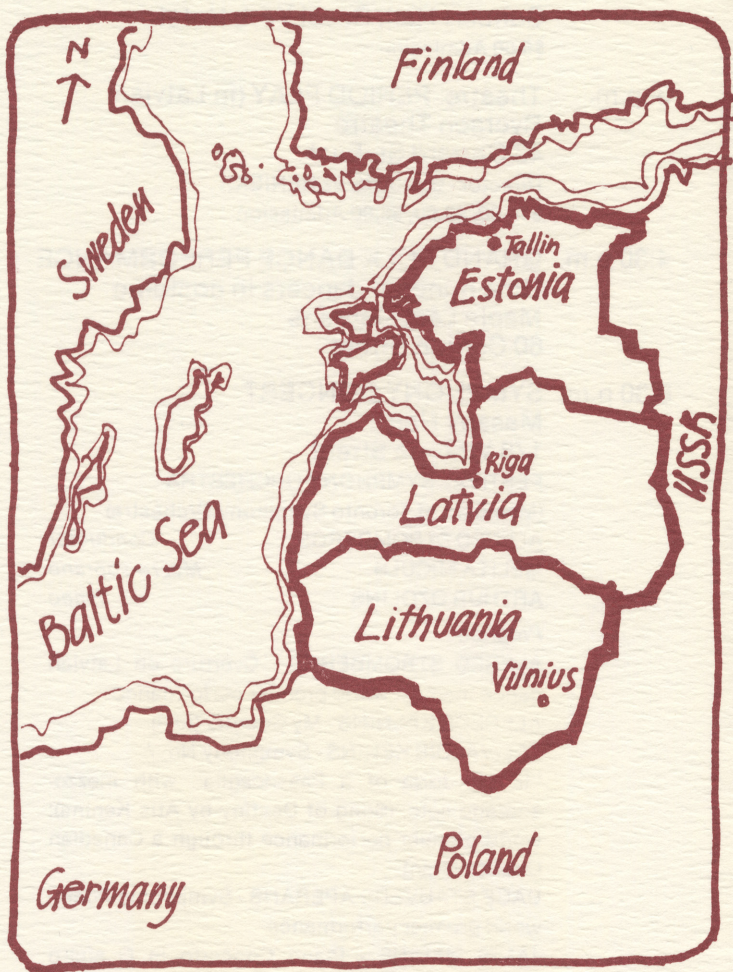 N
Finland
Sweden
Tallin
Estonia
USSR
Riga
Latvia
Baltic Sea
Lithuania
Vilnius
Poland
Germany